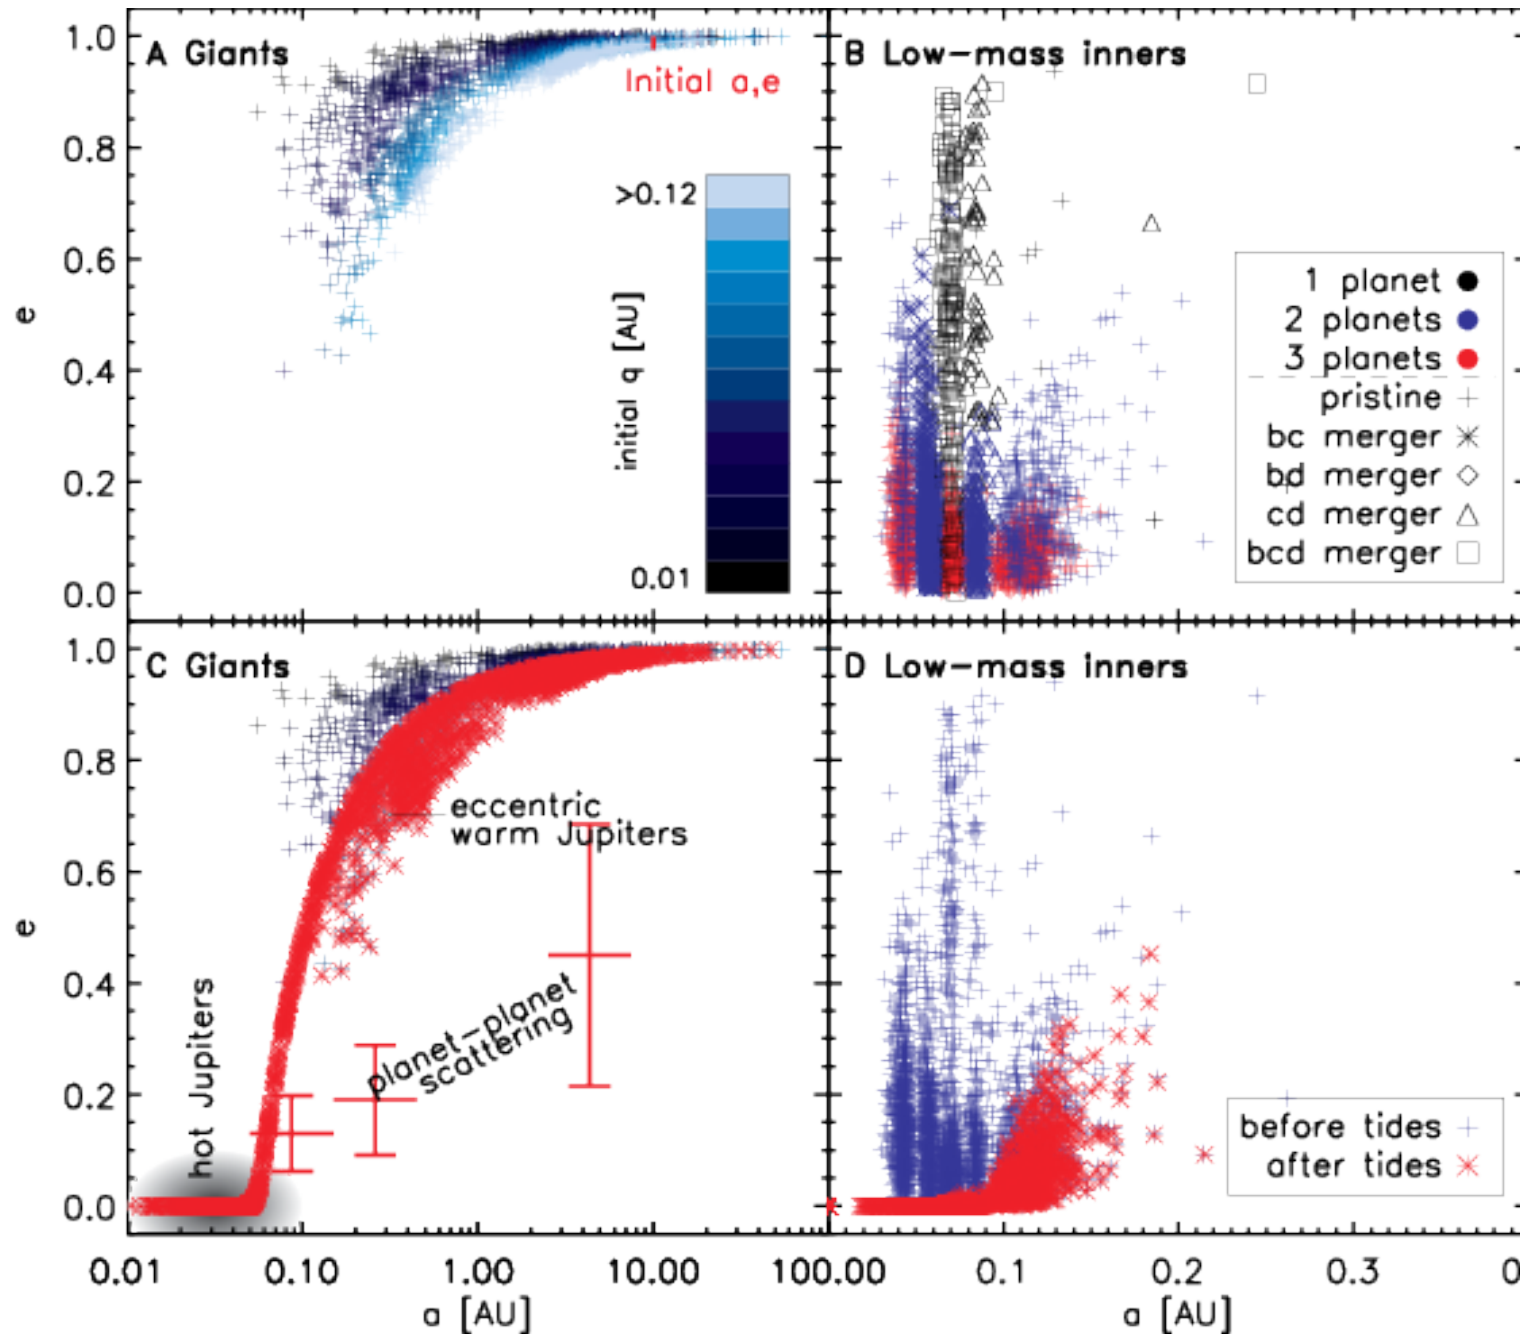 A Giants
Initial a,e
>0.12
initial q [AU]
0.01
1.0
0.8
0.6
0.4
0.2
0.0
e
B Low-mass inners
1 planet
2 planets
3 planets
pristine
bc merger
bd merger
cd merger
bcd merger
C Giants
eccentric
warm Jupiters
planet-planet
scattering
hot Jupiters
1.0
0.8
0.6
0.4
0.2
0.0
e
0.01
0.10
1.00
10.00
100.00
a [AU]
D Low-mass inners
before tides
after tides
0.1
0.2
0.3
0
a [AU]